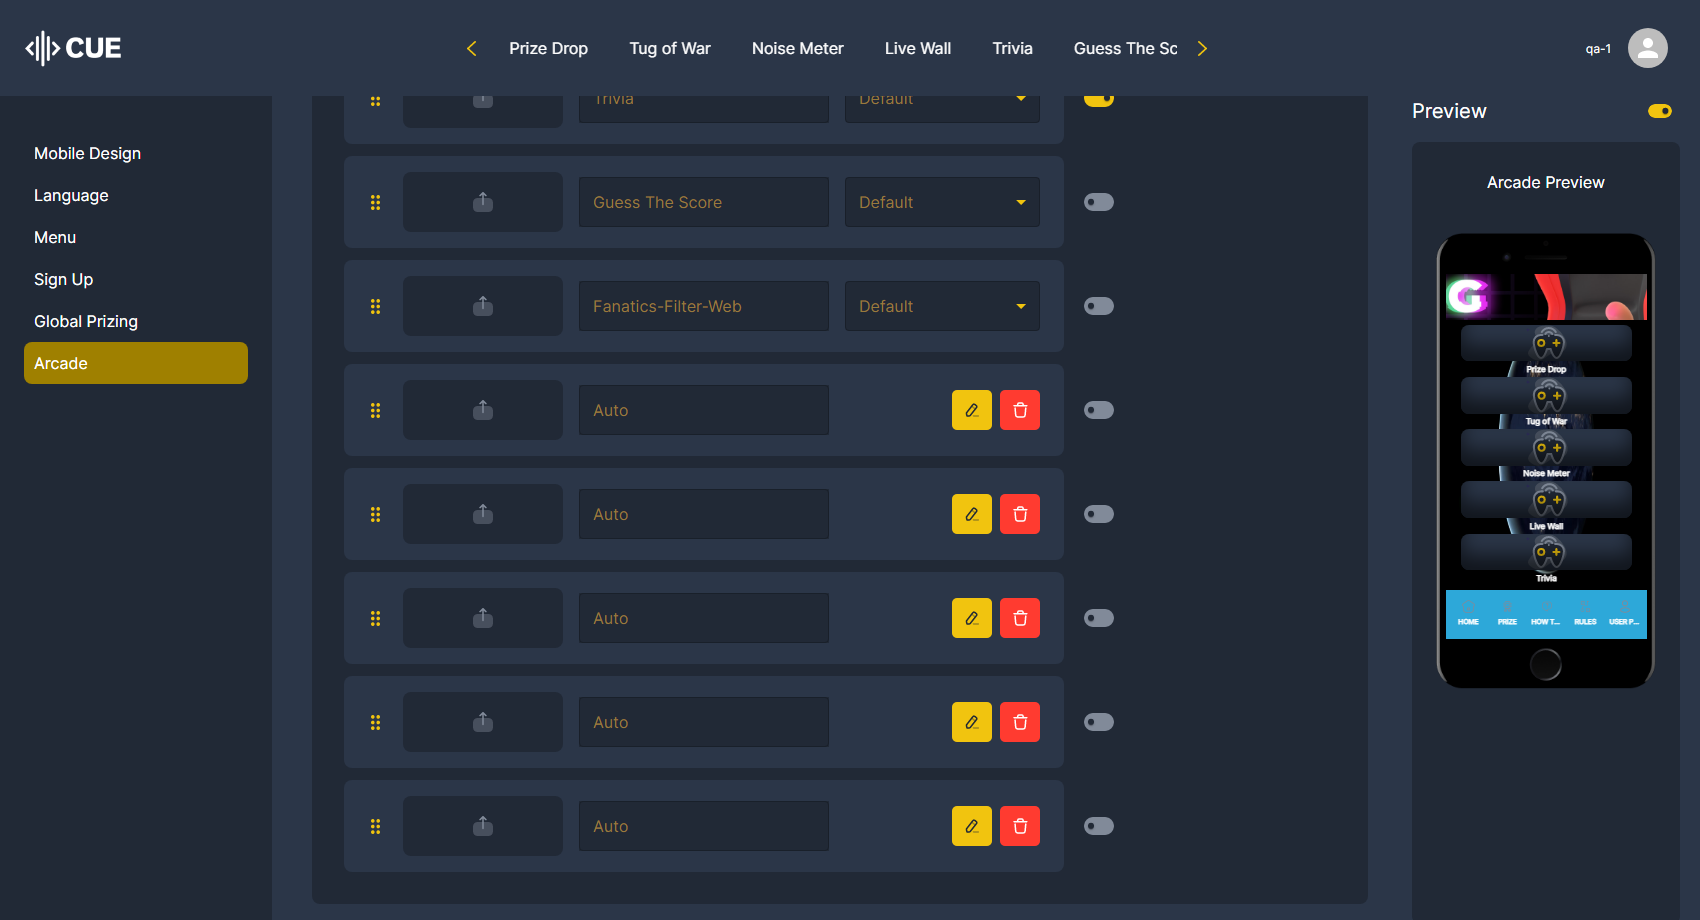 CUE
Prize Drop
Tug of War
Noise Meter
Live Wall
Trivia
Guess The Sc
qa-1
Mobile Design
Language
Menu
Sign Up
Global Prizing
Arcade
Trivia
Default
Guess The Score
Default
Fanatics-Filter-Web
Default
Auto
Auto
Auto
Auto
Auto
Preview
Arcade Preview
G
Prize Drop
Tug of War
Noise Meter
Live Wall
Trivia
HOME
PRIZE
HOW T...
RULES
USER P...